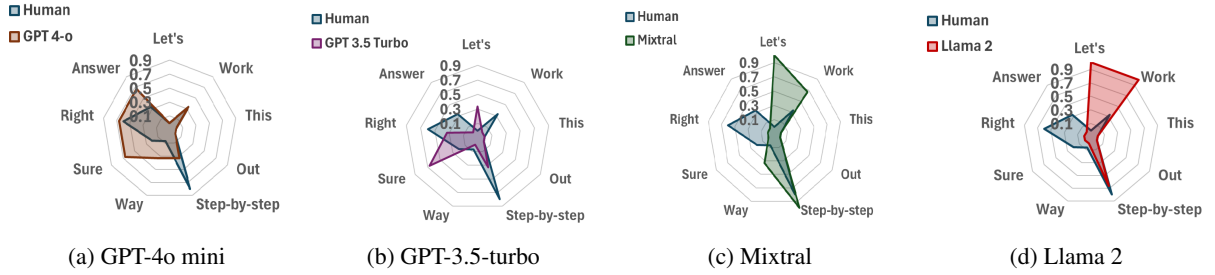 Human
GPT 4-o
Let's
Work
This
Out
Step-by-step
Way
Sure
Right
Answer
0.9
0.7
0.5
0.3
0.1
(a) GPT-4o mini
Human
GPT 3.5 Turbo
Let's
Work
This
Out
Step-by-step
Way
Sure
Right
Answer
0.9
0.7
0.5
0.3
0.1
(b) GPT-3.5-turbo
Human
Mixtral
Let's
Work
This
Out
Step-by-step
Way
Sure
Right
Answer
0.9
0.7
0.5
0.3
0.1
(c) Mixtral
Human
Llama 2
Let's
Work
This
Out
Step-by-step
Way
Sure
Right
Answer
0.9
0.7
0.5
0.3
0.1
(d) Llama 2